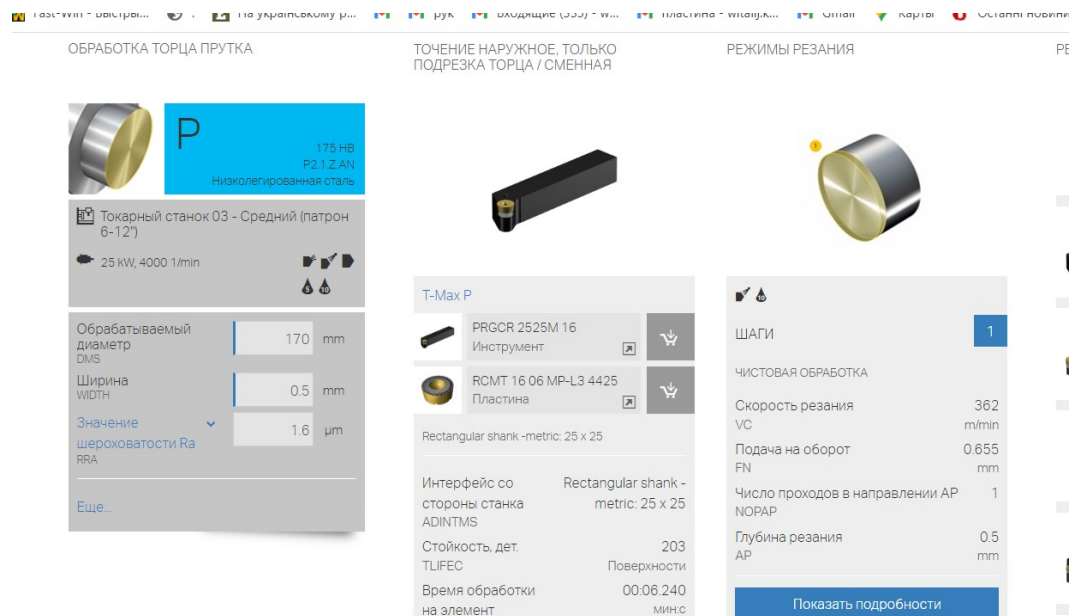 ОБРАБОТКА ТОРЦА ПРУТКА
P
175 HB
P2.1.Z.AN
Низколегированная сталь
Токарный станок 03 - Средний (патрон
6-12")
25 kW, 4000 1/min
5
10
Обрабатываемый
диаметр
DMS
170 mm
Ширина
WIDTH
0.5 mm
Значение
шероховатости Ra
RRA
1.6 µm
Еще...
ТОЧЕНИЕ НАРУЖНОЕ, ТОЛЬКО
ПОДРЕЗКА ТОРЦА / СМЕННАЯ
T-Max P
PRGCR 2525M 16
Инструмент
RCMT 16 06 MP-L3 4425
Пластина
Rectangular shank -metric: 25 x 25
Интерфейс со Rectangular shank -
стороны станка metric: 25 x 25
ADINTMS
Стойкость, дет. 203
TLIFEC Поверхности
Время обработки 00:06.240
на элемент мин:с
РЕЖИМЫ РЕЗАНИЯ
1
10
ШАГИ 1
ЧИСТОВАЯ ОБРАБОТКА
Скорость резания 362
VC m/min
Подача на оборот 0.655
FN mm
Число проходов в направлении AP 1
NOPAP
Глубина резания 0.5
AP mm
Показать подробности